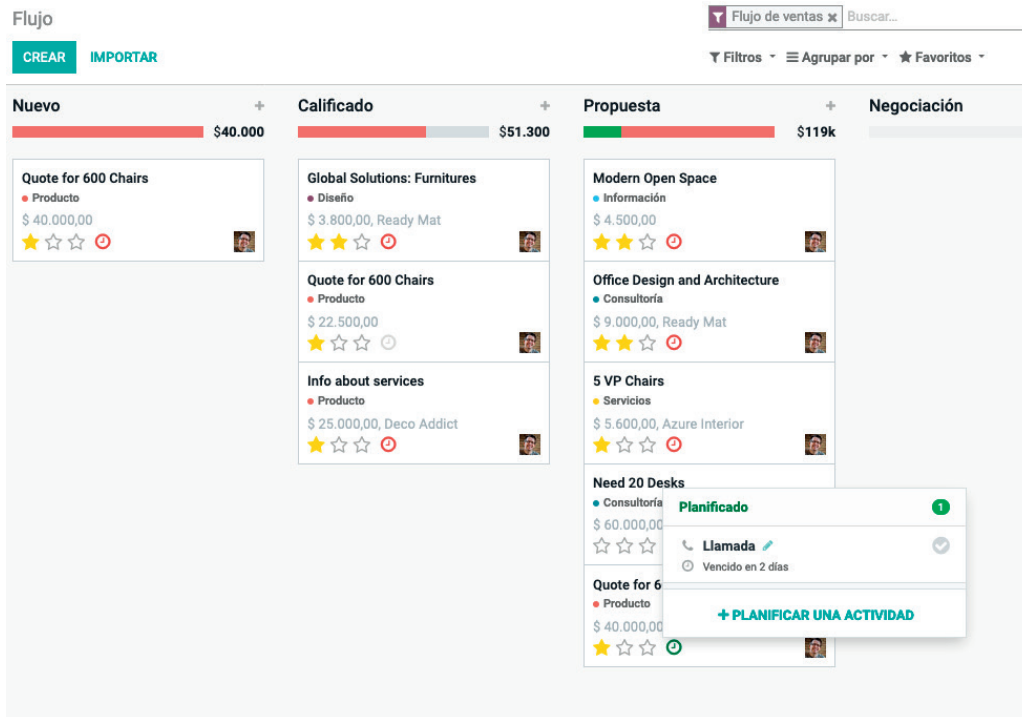 Flujo
Flujo de ventas × Buscar...
CREAR IMPORTAR
Filtros Agrupar por Favoritos
Nuevo +
$40.000
Quote for 600 Chairs
Producto
$ 40.000,00
Calificado +
$51.300
Global Solutions: Furnitures
Diseño
$ 3.800,00, Ready Mat
Quote for 600 Chairs
Producto
$ 22.500,00
Info about services
Producto
$ 25.000,00, Deco Addict
Propuesta +
$119k
Modern Open Space
Información
$ 4.500,00
Office Design and Architecture
Consultoría
$ 9.000,00, Ready Mat
5 VP Chairs
Servicios
$ 5.600,00, Azure Interior
Need 20 Desks
Consultoría
$ 60.000,00
Quote for 6
Producto
$ 40.000,00
Planificado 1
Llamada
Vencido en 2 días
+ PLANIFICAR UNA ACTIVIDAD
Negociación